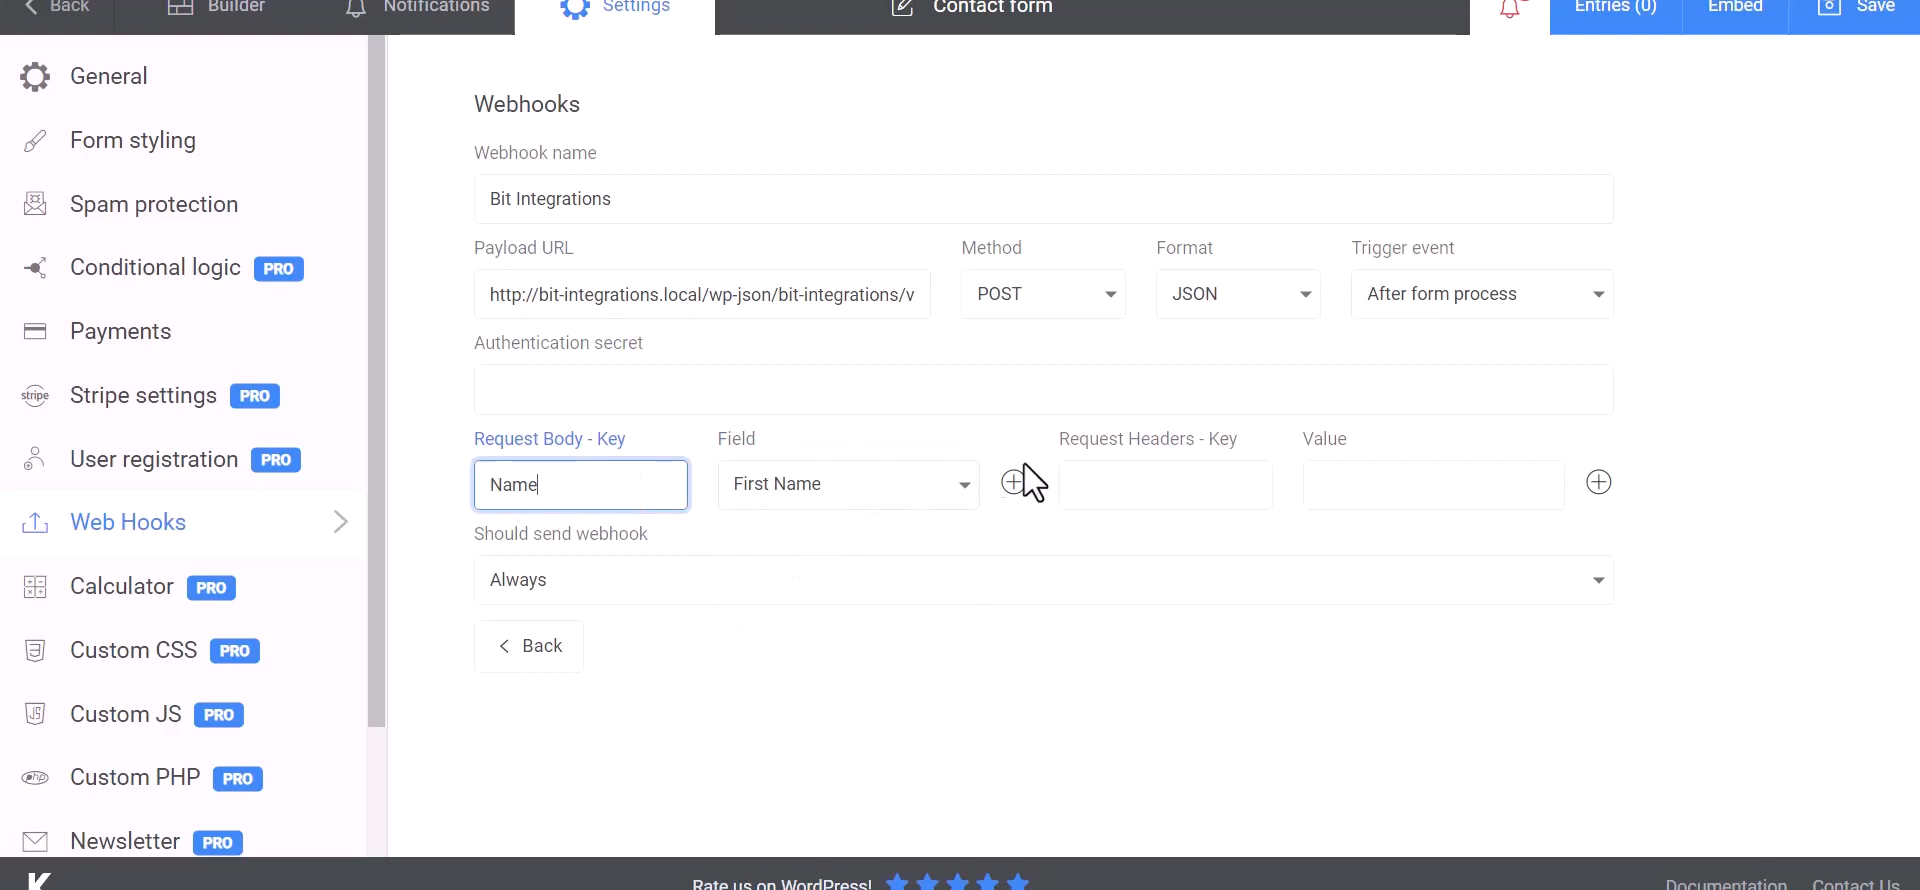 Back
Builder
Notifications
Settings
Contact form
Entries (0)
Embed
Save
General
Form styling
Spam protection
Conditional logic PRO
Payments
stripe Stripe settings PRO
User registration PRO
Web Hooks
Calculator PRO
Custom CSS PRO
JS Custom JS PRO
php Custom PHP PRO
Newsletter PRO
Webhooks
Webhook name
Bit Integrations
Payload URL Method Format Trigger event
http://bit-integrations.local/wp-json/bit-integrations/v POST JSON After form process
Authentication secret
Request Body - Key Field Request Headers - Key Value
Name First Name
Should send webhook
Always
Back
Rate us on WordPress!
Documentation
Contact Us